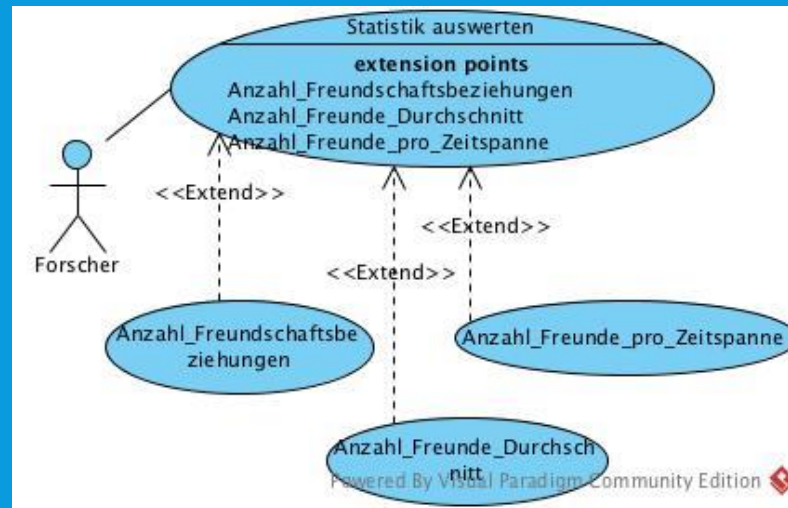 Statistik auswerten
extension points
Anzahl_Freundschaftsbeziehungen
Anzahl_Freunde_Durchschnitt
Anzahl_Freunde_pro_Zeitspanne
<<Extend>>
<<Extend>>
<<Extend>>
Forscher
Anzahl_Freundschaftsbe
ziehungen
Anzahl_Freunde_pro_Zeitspanne
Anzahl_Freunde_Durchsch
nitt
Powered By Visual Paradigm Community Edition